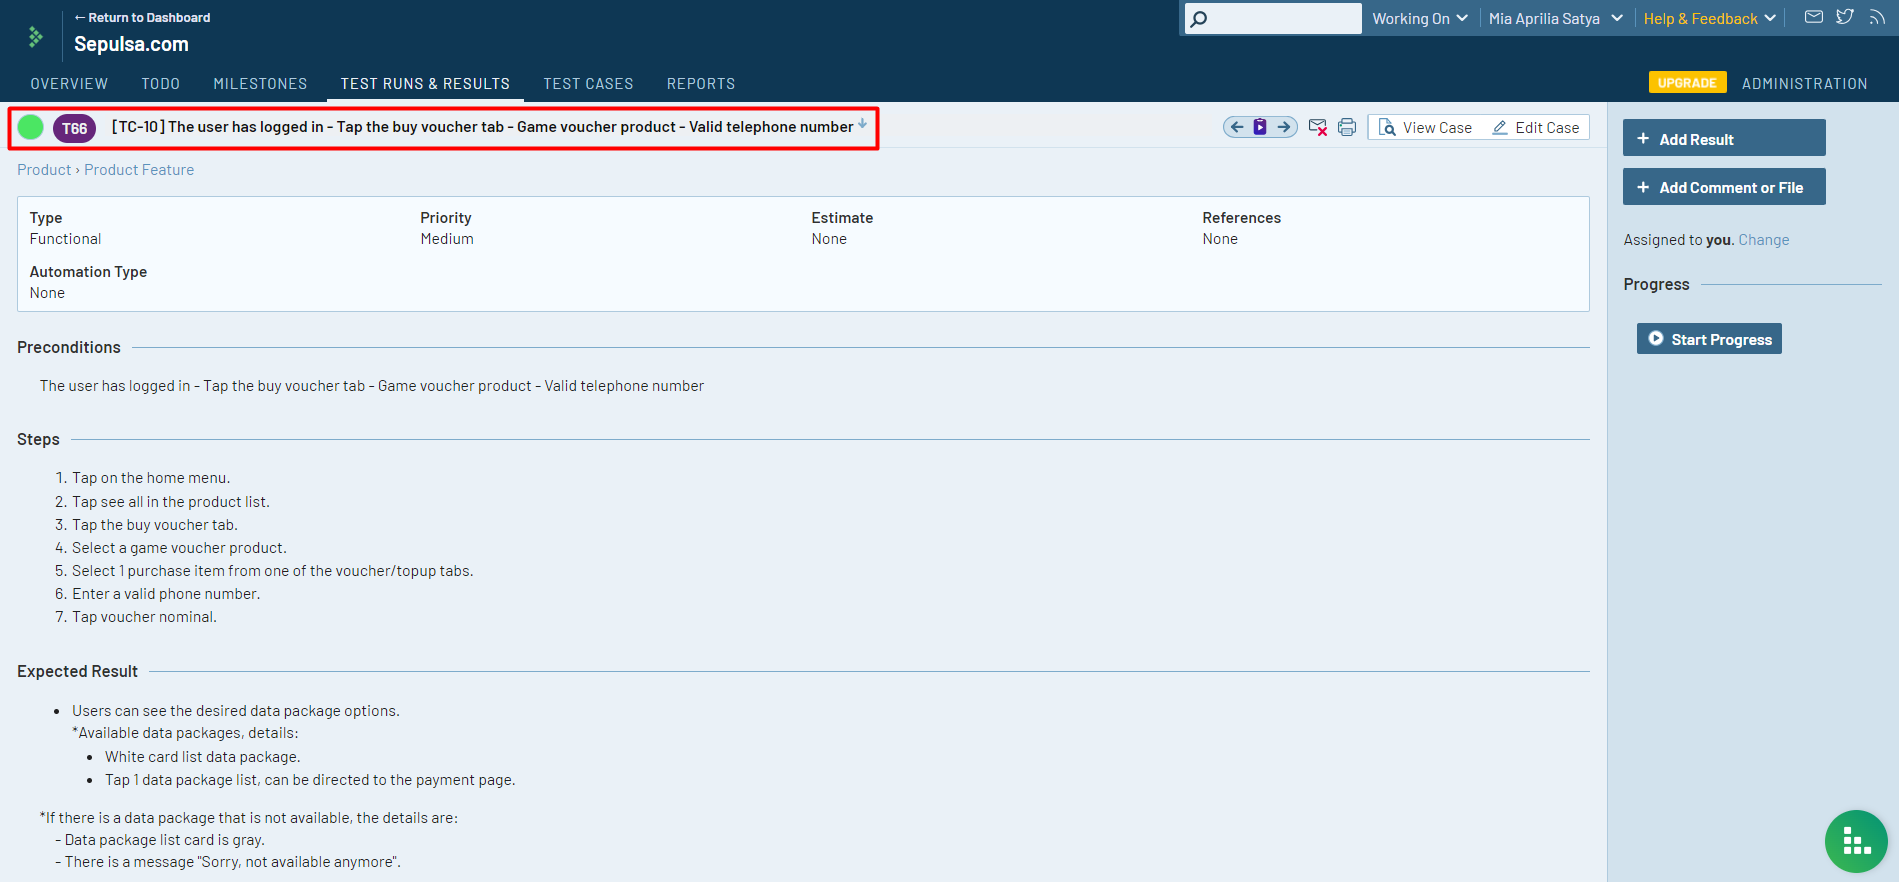 ← Return to Dashboard
Sepulsa.com
Working On
Mia Aprilia Satya
Help & Feedback
OVERVIEW
TODO
MILESTONES
TEST RUNS & RESULTS
TEST CASES
REPORTS
UPGRADE
ADMINISTRATION
T66
[TC-10] The user has logged in - Tap the buy voucher tab - Game voucher product - Valid telephone number
View Case
Edit Case
+ Add Result
Product › Product Feature
+ Add Comment or File
Type
Functional
Priority
Medium
Estimate
None
References
None
Assigned to you. Change
Automation Type
None
Progress
Start Progress
Preconditions
The user has logged in - Tap the buy voucher tab - Game voucher product - Valid telephone number
Steps
1. Tap on the home menu.
2. Tap see all in the product list.
3. Tap the buy voucher tab.
4. Select a game voucher product.
5. Select 1 purchase item from one of the voucher/topup tabs.
6. Enter a valid phone number.
7. Tap voucher nominal.
Expected Result
• Users can see the desired data package options.
*Available data packages, details:
• White card list data package.
• Tap 1 data package list, can be directed to the payment page.
*If there is a data package that is not available, the details are:
- Data package list card is gray.
- There is a message "Sorry, not available anymore".